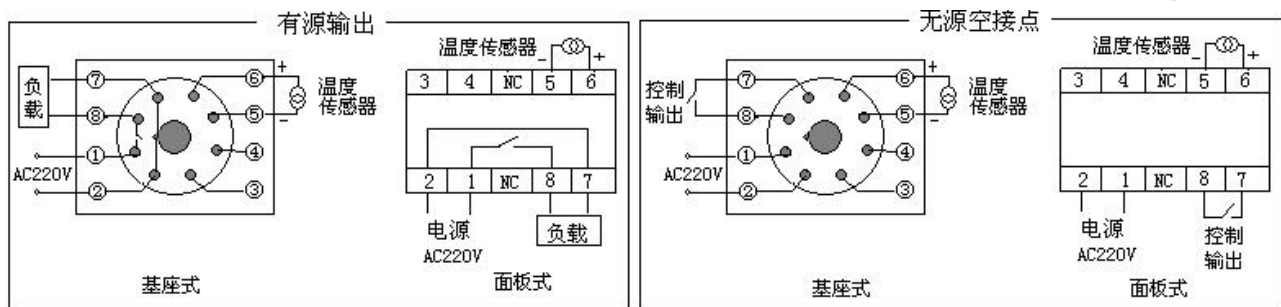 有源输出
负载
⑦
⑧
①
②
AC220V
⑥
⑤
④
③
+
-
温度
传感器
基座式
温度传感器
- +
3 4 NC 5 6
2 1 NC 8 7
电源
AC220V
负载
面板式
无源空接点
控制
输出
⑦
⑧
①
②
AC220V
⑥
⑤
④
③
+
-
温度
传感器
基座式
温度传感器
- +
3 4 NC 5 6
2 1 NC 8 7
电源
AC220V
控制
输出
面板式